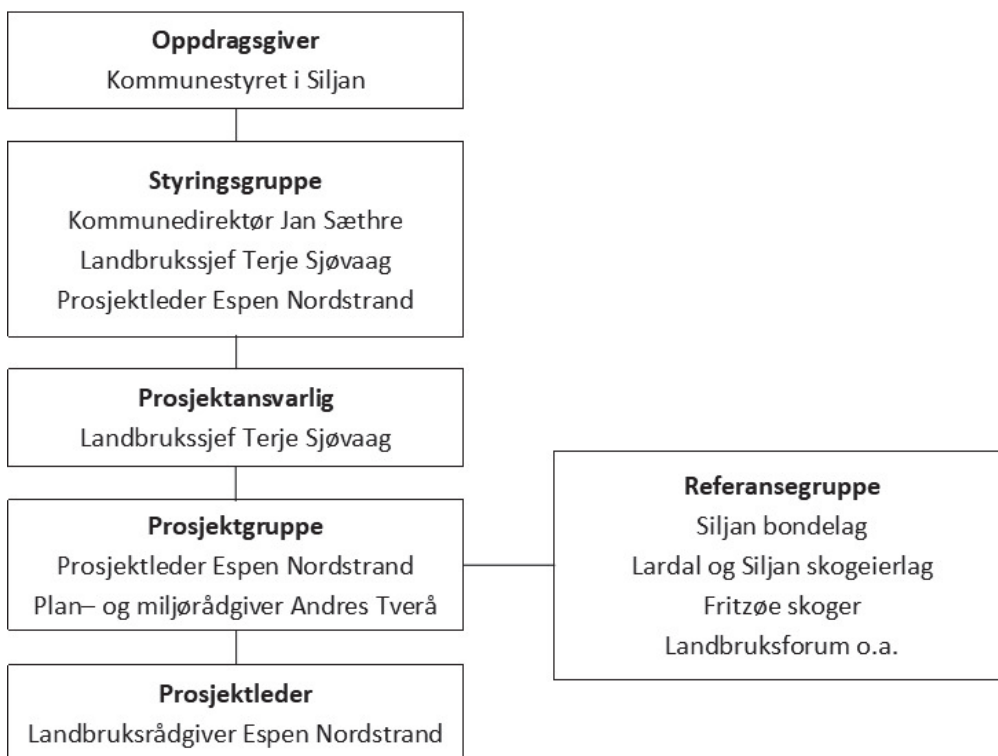 Oppdragsgiver
Kommunestyret i Siljan
Styringsgruppe
Kommunedirektør Jan Sæthre
Landbrukssjef Terje Sjøvaag
Prosjektleder Espen Nordstrand
Prosjektansvarlig
Landbrukssjef Terje Sjøvaag
Prosjektgruppe
Prosjektleder Espen Nordstrand
Plan– og miljørådgiver Andres Tverå
Referansegruppe
Siljan bondelag
Lardal og Siljan skogeierlag
Fritzøe skoger
Landbruksforum o.a.
Prosjektleder
Landbruksrådgiver Espen Nordstrand